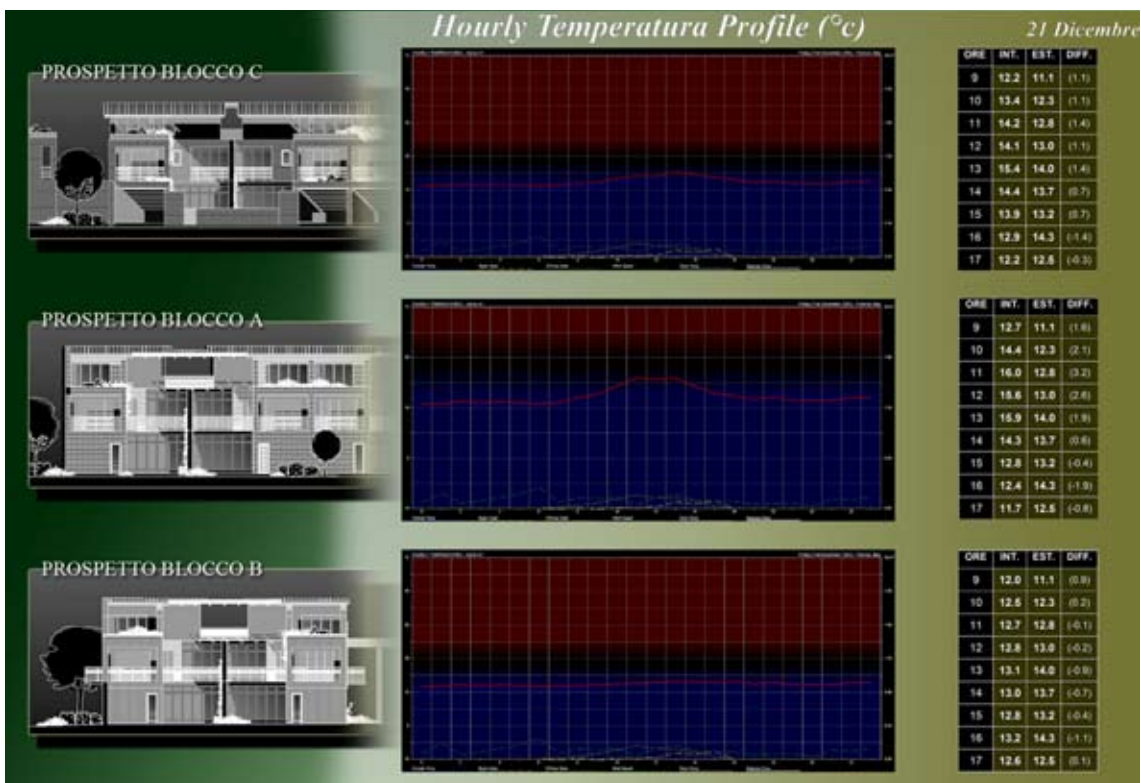 Hourly Temperatura Profile (°c)
21 Dicembre
PROSPETTO BLOCCO C
ORE INT. EST. DIFF.
9 12.2 11.1 (1.1)
10 13.4 12.3 (1.1)
11 14.2 12.8 (1.4)
12 14.1 13.0 (1.1)
13 15.4 14.0 (1.4)
14 14.4 13.7 (0.7)
15 13.9 13.2 (0.7)
16 12.9 14.3 (-1.4)
17 12.2 12.5 (-0.3)
PROSPETTO BLOCCO A
ORE INT. EST. DIFF.
9 12.7 11.1 (1.6)
10 14.4 12.3 (2.1)
11 16.0 12.8 (3.2)
12 15.6 13.0 (2.6)
13 15.9 14.0 (1.9)
14 14.3 13.7 (0.6)
15 12.8 13.2 (-0.4)
16 12.4 14.3 (-1.9)
17 11.7 12.5 (-0.8)
PROSPETTO BLOCCO B
ORE INT. EST. DIFF.
9 12.0 11.1 (0.9)
10 12.5 12.3 (0.2)
11 12.7 12.8 (-0.1)
12 12.8 13.0 (-0.2)
13 13.1 14.0 (-0.9)
14 13.0 13.7 (-0.7)
15 12.8 13.2 (-0.4)
16 13.2 14.3 (-1.1)
17 12.6 12.5 (0.1)